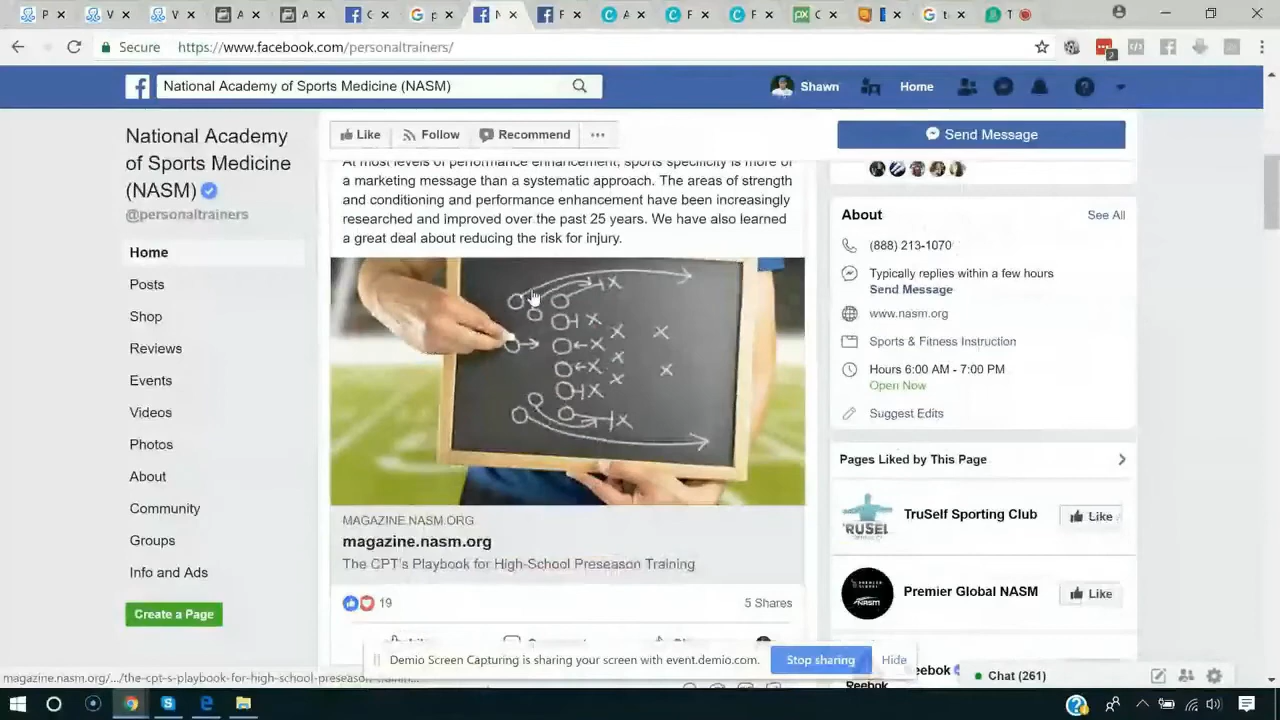 Secure https://www.facebook.com/personaltrainers/
National Academy of Sports Medicine (NASM)
Shawn
Home
National Academy
of Sports Medicine
(NASM)
@personaltrainers
Home
Posts
Shop
Reviews
Events
Videos
Photos
About
Community
Groups
Info and Ads
Create a Page
Like Follow Recommend ...
Send Message
At most levels of performance enhancement, sports specificity is more of
a marketing message than a systematic approach. The areas of strength
and conditioning and performance enhancement have been increasingly
researched and improved over the past 25 years. We have also learned
a great deal about reducing the risk for injury.
MAGAZINE.NASM.ORG
magazine.nasm.org
The CPT's Playbook for High-School Preseason Training
19
5 Shares
About
See All
(888) 213-1070
Typically replies within a few hours
Send Message
www.nasm.org
Sports & Fitness Instruction
Hours 6:00 AM - 7:00 PM
Open Now
Suggest Edits
Pages Liked by This Page
TruSelf Sporting Club
Like
Premier Global NASM
Like
Reebok
Chat (261)
Demio Screen Capturing is sharing your screen with event.demio.com.
Stop sharing
Hide